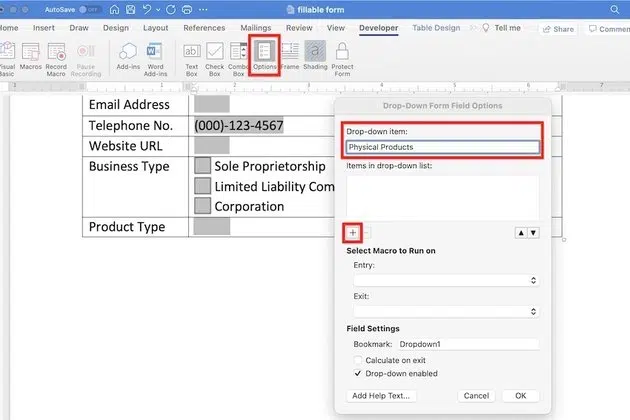 AutoSave OFF
fillable form
Home Insert Draw Design Layout References Mailings Review View Developer Table Design Tell me Share Comments
Visual Basic Macros Record Macro Pause Recording Add-ins Word Add-ins Text Box Check Box Combo Box Options Frame Shading Protect Form
Email Address
Telephone No. (000)-123-4567
Website URL
Business Type Sole Proprietorship
Limited Liability Com
Corporation
Product Type
Drop-Down Form Field Options
Drop-down item:
Physical Products
Items in drop-down list:
+ −
▲ ▼
Select Macro to Run on
Entry:
Exit:
Field Settings
Bookmark: Dropdown1
Calculate on exit
Drop-down enabled
Add Help Text... Cancel OK